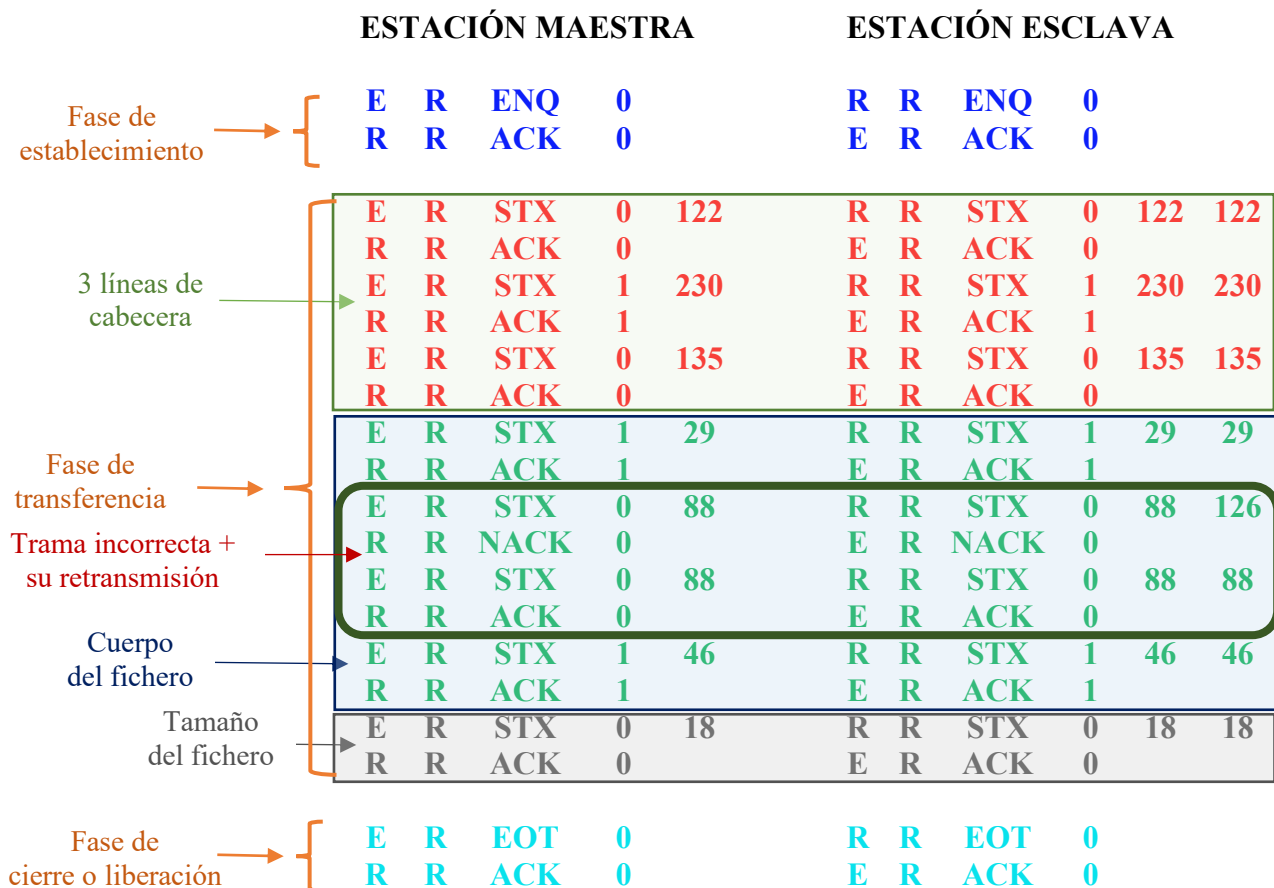 ESTACIÓN MAESTRA ESTACIÓN ESCLAVA
Fase de
establecimiento
E R ENQ 0 R R ENQ 0
R R ACK 0 E R ACK 0
3 líneas de
cabecera
E R STX 0 122 R R STX 0 122 122
R R ACK 0 E R ACK 0
E R STX 1 230 R R STX 1 230 230
R R ACK 1 E R ACK 1
E R STX 0 135 R R STX 0 135 135
R R ACK 0 E R ACK 0
Fase de
transferencia
E R STX 1 29 R R STX 1 29 29
R R ACK 1 E R ACK 1
Trama incorrecta +
su retransmisión
E R STX 0 88 R R STX 0 88 126
R R NACK 0 E R NACK 0
E R STX 0 88 R R STX 0 88 88
R R ACK 0 E R ACK 0
Cuerpo
del fichero
E R STX 1 46 R R STX 1 46 46
R R ACK 1 E R ACK 1
Tamaño
del fichero
E R STX 0 18 R R STX 0 18 18
R R ACK 0 E R ACK 0
Fase de
cierre o liberación
E R EOT 0 R R EOT 0
R R ACK 0 E R ACK 0